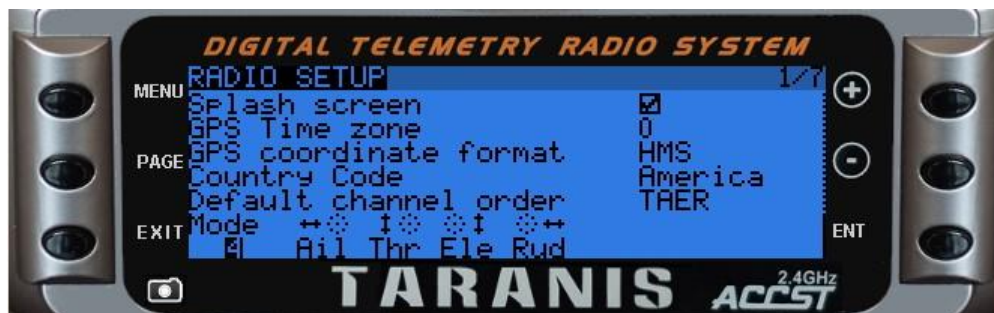 DIGITAL TELEMETRY RADIO SYSTEM
RADIO SETUP 1/7
MENU
Splash screen
GPS Time zone 0
PAGE
GPS coordinate format HMS
Country Code America
Default channel order TAER
EXIT
Mode
Ail Thr Ele Rud
ENT
TARANIS
2.4GHz
ACCST